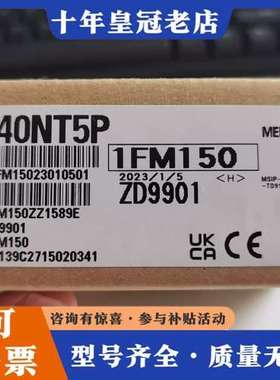 十年皇冠老店
40NT5P
1FM150
2023/1/5 <H>
ZD9901
FM15023010501
M150ZZ1589E
9901
M150
139C2715020341
UK
CA
CE
咨询有惊喜·参与补贴活动
票
型号齐全 质量至上